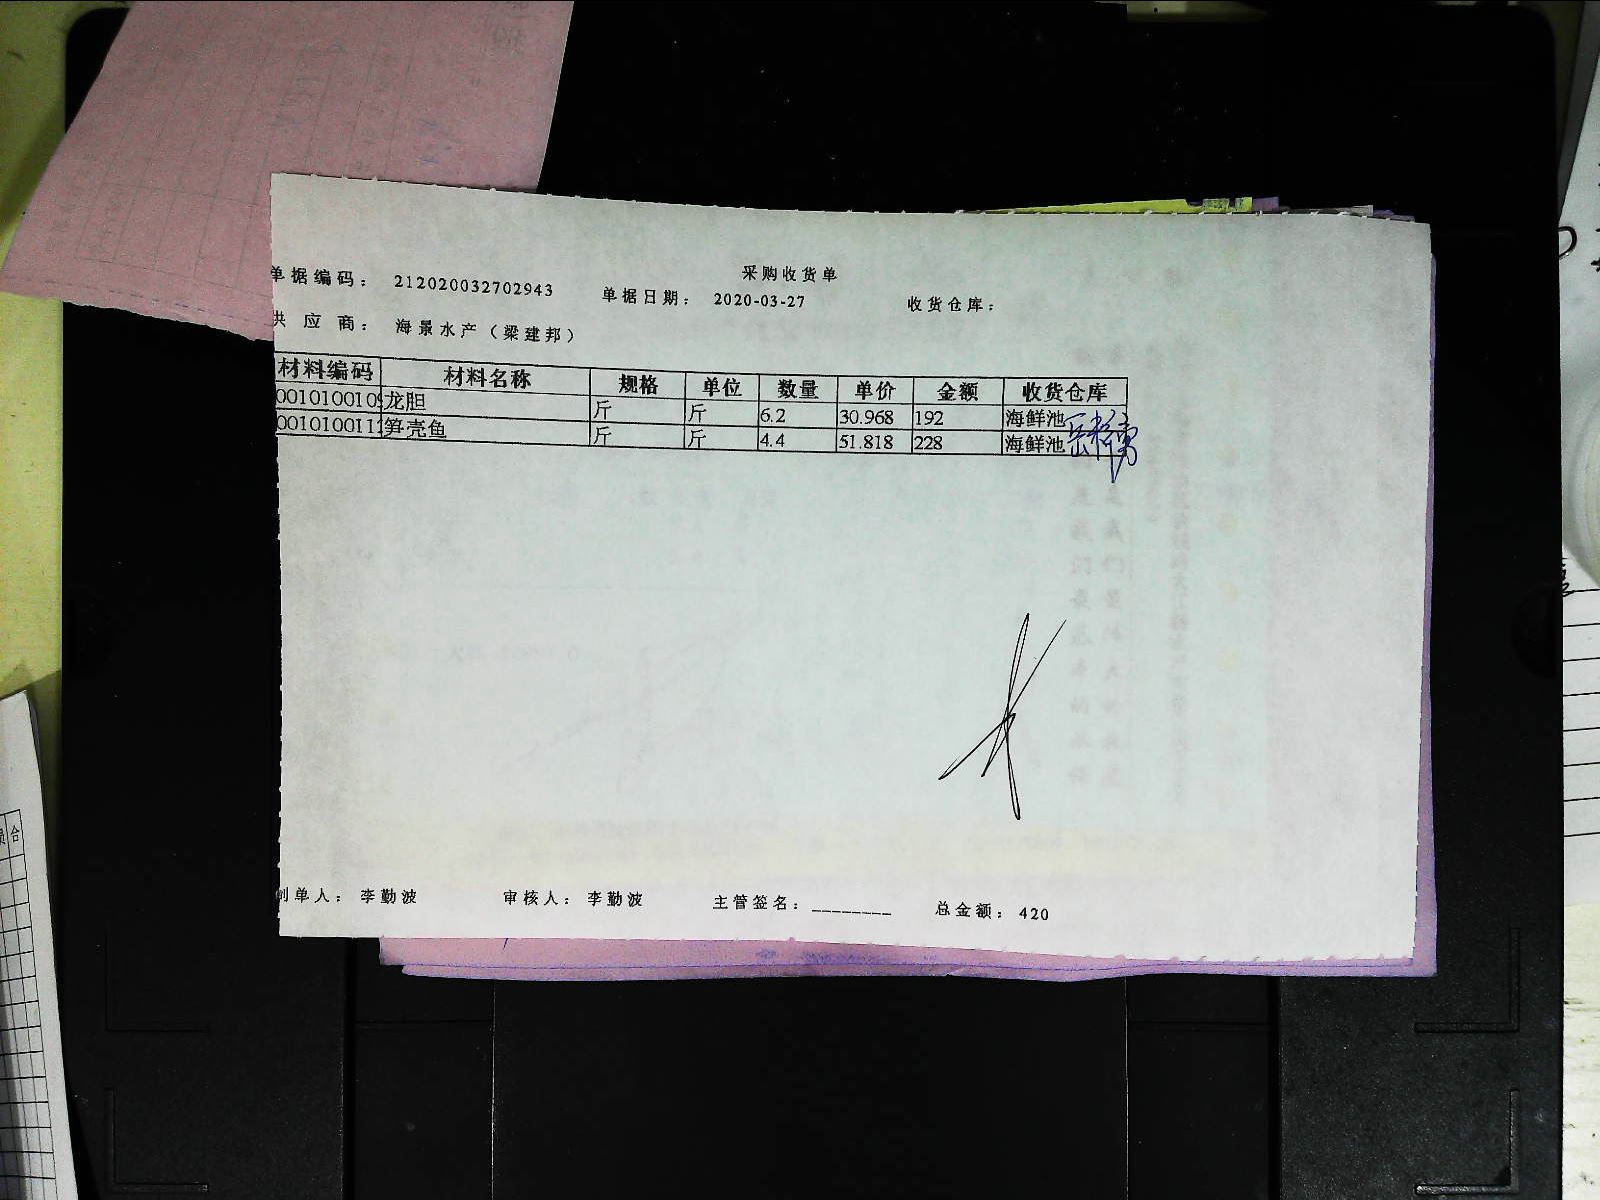 采购收货单
单据编码： 212020032702943 单据日期： 2020-03-27 收货仓库：
供应商： 海景水产（梁建邦）
材料编码 材料名称 规格 单位 数量 单价 金额 收货仓库
0010100109 龙胆 斤 斤 6.2 30.968 192 海鲜池
001010011 笋壳鱼 斤 斤 4.4 51.818 228 海鲜池
制单人： 李勤波 审核人： 李勤波 主管签名：________ 总金额： 420